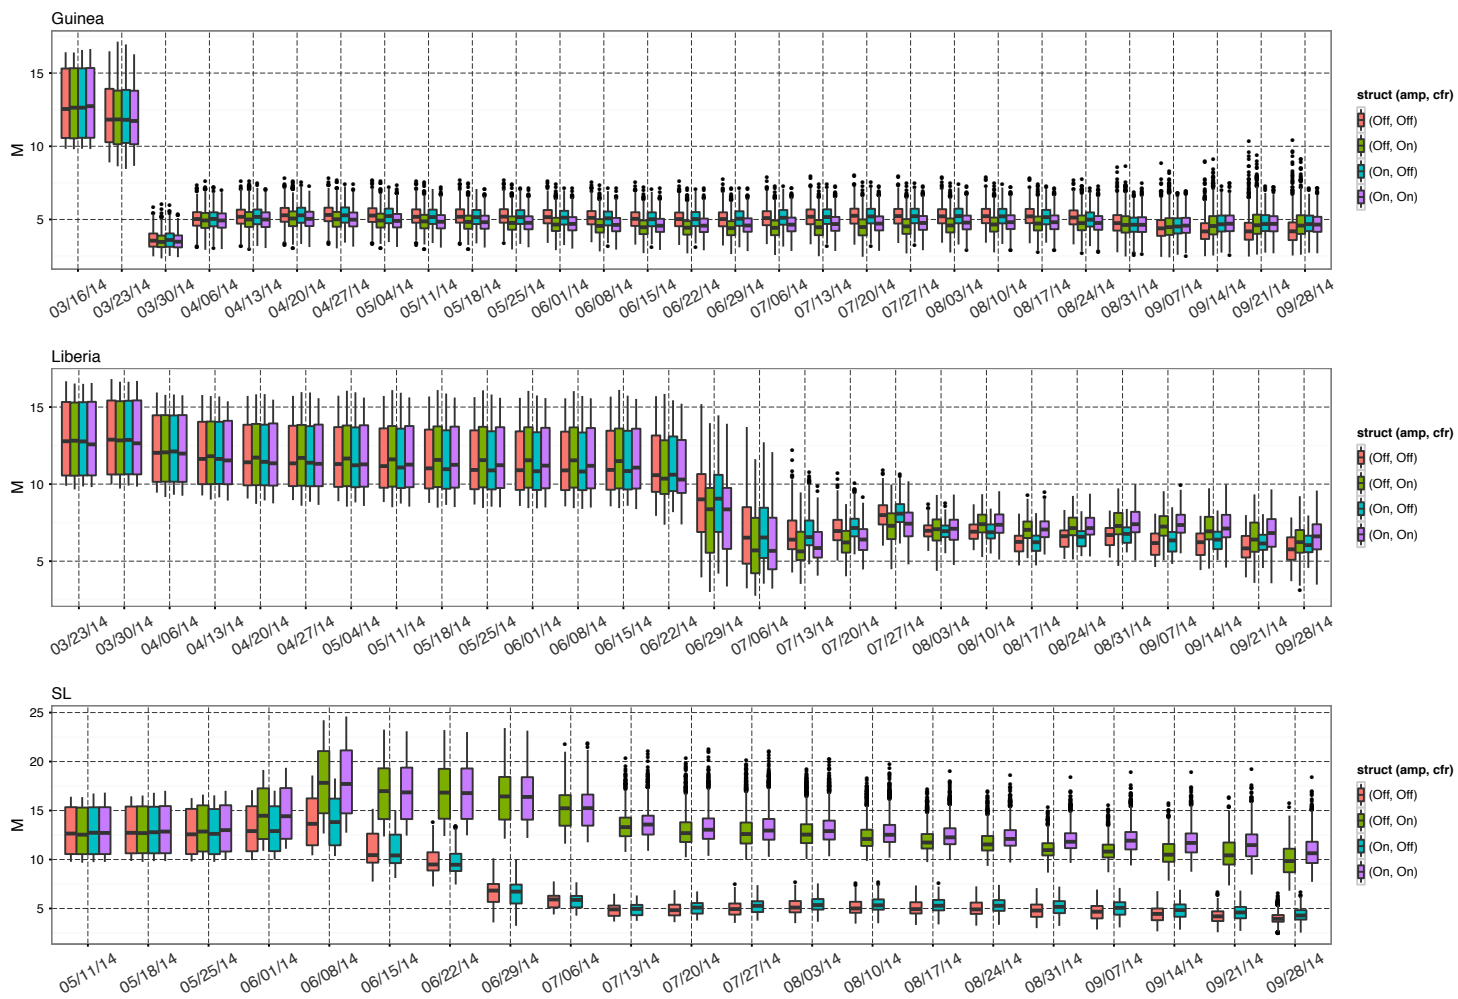 Guinea
15
10
5
M
03/16/14 03/23/14 03/30/14 04/06/14 04/13/14 04/20/14 04/27/14 05/04/14 05/11/14 05/18/14 05/25/14 06/01/14 06/08/14 06/15/14 06/22/14 06/29/14 07/06/14 07/13/14 07/20/14 07/27/14 08/03/14 08/10/14 08/17/14 08/24/14 08/31/14 09/07/14 09/14/14 09/21/14 09/28/14
struct (amp, cfr)
(Off, Off)
(Off, On)
(On, Off)
(On, On)
Liberia
15
10
5
M
03/23/14 03/30/14 04/06/14 04/13/14 04/20/14 04/27/14 05/04/14 05/11/14 05/18/14 05/25/14 06/01/14 06/08/14 06/15/14 06/22/14 06/29/14 07/06/14 07/13/14 07/20/14 07/27/14 08/03/14 08/10/14 08/17/14 08/24/14 08/31/14 09/07/14 09/14/14 09/21/14 09/28/14
struct (amp, cfr)
(Off, Off)
(Off, On)
(On, Off)
(On, On)
SL
25
20
15
10
5
M
05/11/14 05/18/14 05/25/14 06/01/14 06/08/14 06/15/14 06/22/14 06/29/14 07/06/14 07/13/14 07/20/14 07/27/14 08/03/14 08/10/14 08/17/14 08/24/14 08/31/14 09/07/14 09/14/14 09/21/14 09/28/14
struct (amp, cfr)
(Off, Off)
(Off, On)
(On, Off)
(On, On)